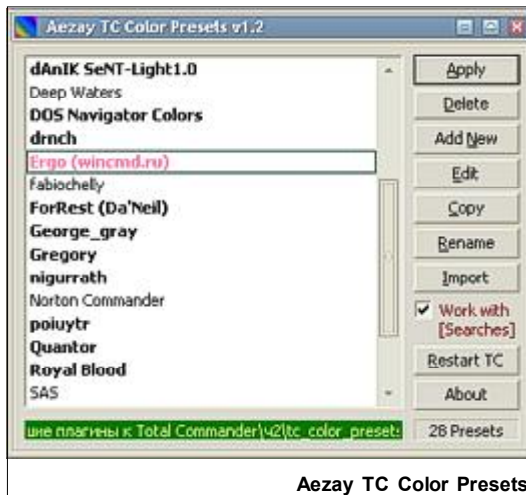 Aezay TC Color Presets v1.2
dAnIK SeNT-Light1.0
Deep Waters
DOS Navigator Colors
drnch
Ergo (wincmd.ru)
fabiochelly
ForRest (Da'Neil)
George_gray
Gregory
nigurrath
Norton Commander
poiuytr
Quantor
Royal Blood
SAS
шие плагины к Total Commander\ч2\tc_color_presets
Apply
Delete
Add New
Edit
Copy
Rename
Import
Work with
[Searches]
Restart TC
About
28 Presets
Aezay TC Color Presets